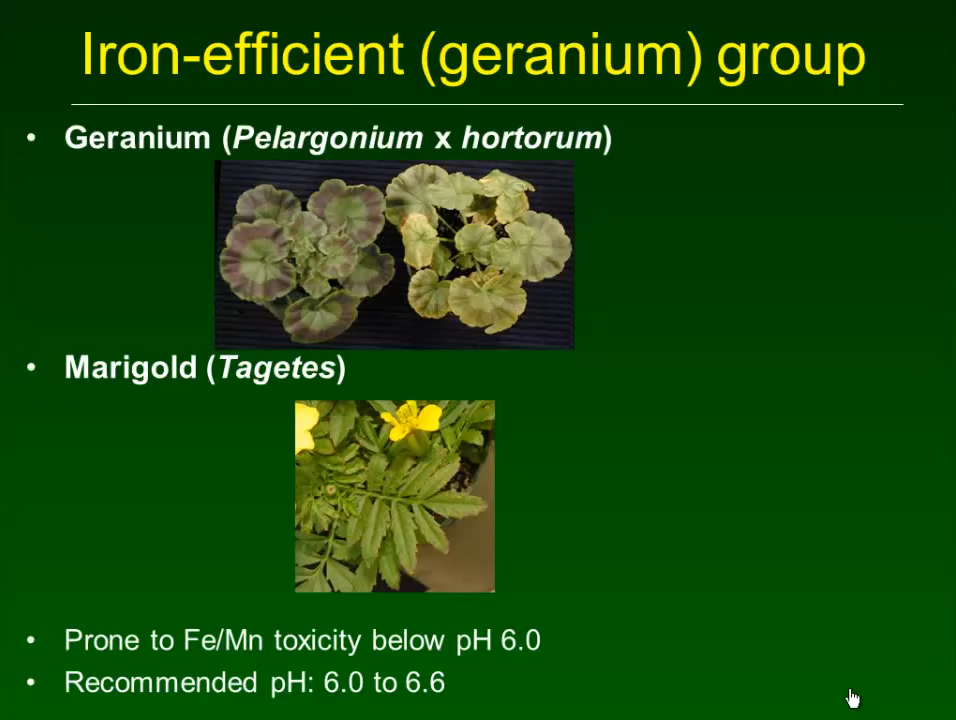 Iron-efficient (geranium) group
• Geranium (Pelargonium x hortorum)
• Marigold (Tagetes)
• Prone to Fe/Mn toxicity below pH 6.0
• Recommended pH: 6.0 to 6.6